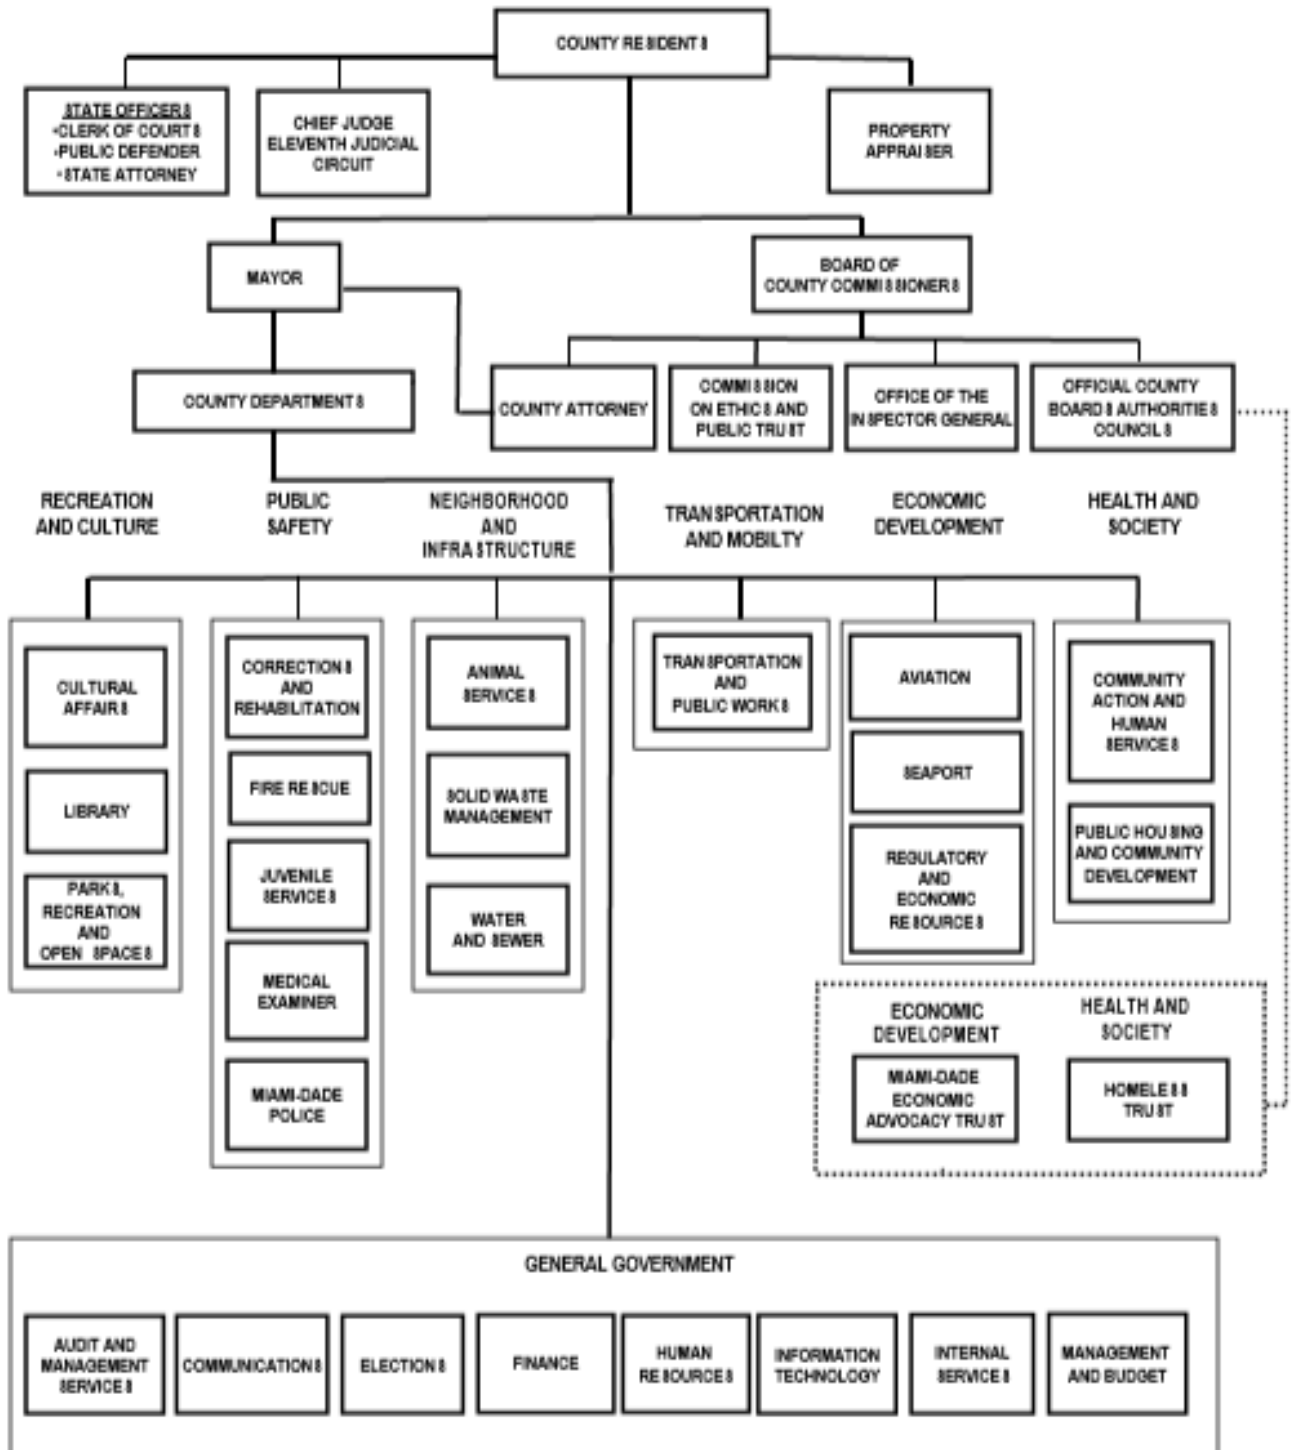 COUNTY RESIDENTS
STATE OFFICERS
•CLERK OF COURTS
•PUBLIC DEFENDER
•STATE ATTORNEY
CHIEF JUDGE
ELEVENTH JUDICIAL
CIRCUIT
PROPERTY
APPRAISER
MAYOR
BOARD OF
COUNTY COMMISSIONERS
COUNTY DEPARTMENTS
COUNTY ATTORNEY
COMMISSION
ON ETHICS AND
PUBLIC TRUST
OFFICE OF THE
INSPECTOR GENERAL
OFFICIAL COUNTY
BOARDS AUTHORITIES
COUNCILS
RECREATION
AND CULTURE
PUBLIC
SAFETY
NEIGHBORHOOD
AND
INFRASTRUCTURE
TRANSPORTATION
AND MOBILTY
ECONOMIC
DEVELOPMENT
HEALTH AND
SOCIETY
CULTURAL
AFFAIRS
LIBRARY
PARKS,
RECREATION
AND
OPEN SPACES
CORRECTIONS
AND
REHABILITATION
FIRE RESCUE
JUVENILE
SERVICES
MEDICAL
EXAMINER
MIAMI-DADE
POLICE
ANIMAL
SERVICES
SOLID WASTE
MANAGEMENT
WATER
AND SEWER
TRANSPORTATION
AND
PUBLIC WORKS
AVIATION
SEAPORT
REGULATORY
AND
ECONOMIC
RESOURCES
COMMUNITY
ACTION AND
HUMAN
SERVICES
PUBLIC HOUSING
AND COMMUNITY
DEVELOPMENT
ECONOMIC
DEVELOPMENT
MIAMI-DADE
ECONOMIC
ADVOCACY TRUST
HEALTH AND
SOCIETY
HOMELESS
TRUST
GENERAL GOVERNMENT
AUDIT AND
MANAGEMENT
SERVICES
COMMUNICATIONS
ELECTIONS
FINANCE
HUMAN
RESOURCES
INFORMATION
TECHNOLOGY
INTERNAL
SERVICES
MANAGEMENT
AND BUDGET